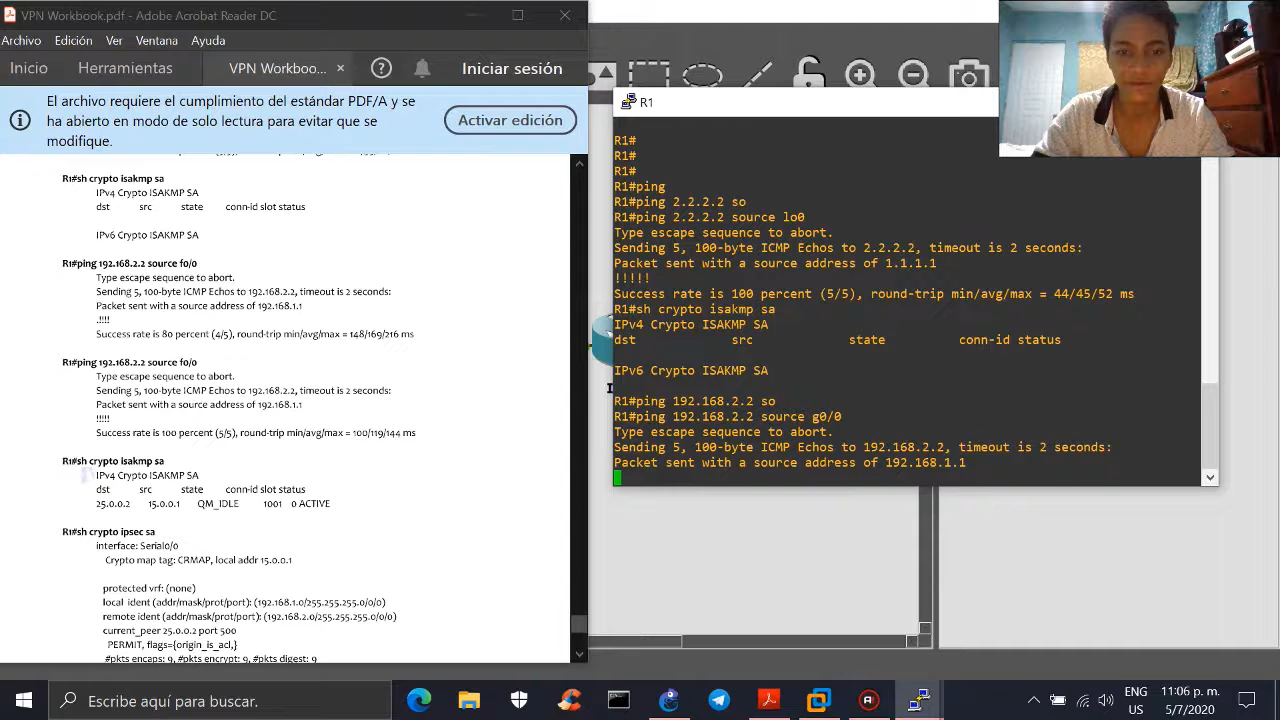 VPN Workbook.pdf - Adobe Acrobat Reader DC
Archivo Edición Ver Ventana Ayuda
Inicio Herramientas VPN Workboo... × ? Iniciar sesión
El archivo requiere el cumplimiento del estándar PDF/A y se
ha abierto en modo de solo lectura para evitar que se
modifique.
Activar edición
R1#sh crypto isakmp sa
IPv4 Crypto ISAKMP SA
dst src state conn-id slot status
IPv6 Crypto ISAKMP SA
R1#ping 192.168.2.2 source fo/0
Type escape sequence to abort.
Sending 5, 100-byte ICMP Echos to 192.168.2.2, timeout is 2 seconds:
Packet sent with a source address of 192.168.1.1
.!!!!
Success rate is 80 percent (4/5), round-trip min/avg/max = 148/169/216 ms
R1#ping 192.168.2.2 source fo/0
Type escape sequence to abort.
Sending 5, 100-byte ICMP Echos to 192.168.2.2, timeout is 2 seconds:
Packet sent with a source address of 192.168.1.1
!!!!!
Success rate is 100 percent (5/5), round-trip min/avg/max = 100/119/144 ms
R1#sh crypto isakmp sa
IPv4 Crypto ISAKMP SA
dst src state conn-id slot status
25.0.0.2 15.0.0.1 QM_IDLE 1001 0 ACTIVE
R1#sh crypto ipsec sa
interface: Serial0/0
Crypto map tag: CRMAP, local addr 15.0.0.1
protected vrf: (none)
local ident (addr/mask/prot/port): (192.168.1.0/255.255.255.0/0/0)
remote ident (addr/mask/prot/port): (192.168.2.0/255.255.255.0/0/0)
current_peer 25.0.0.2 port 500
PERMIT, flags={origin_is_acl,}
#pkts encaps: 9, #pkts encrypt: 9, #pkts digest: 9
R1
R1#
R1#
R1#
R1#ping
R1#ping 2.2.2.2 so
R1#ping 2.2.2.2 source lo0
Type escape sequence to abort.
Sending 5, 100-byte ICMP Echos to 2.2.2.2, timeout is 2 seconds:
Packet sent with a source address of 1.1.1.1
!!!!!
Success rate is 100 percent (5/5), round-trip min/avg/max = 44/45/52 ms
R1#sh crypto isakmp sa
IPv4 Crypto ISAKMP SA
dst src state conn-id status
IPv6 Crypto ISAKMP SA
R1#ping 192.168.2.2 so
R1#ping 192.168.2.2 source g0/0
Type escape sequence to abort.
Sending 5, 100-byte ICMP Echos to 192.168.2.2, timeout is 2 seconds:
Packet sent with a source address of 192.168.1.1
Escribe aquí para buscar.
ENG 11:06 p. m.
US 5/7/2020